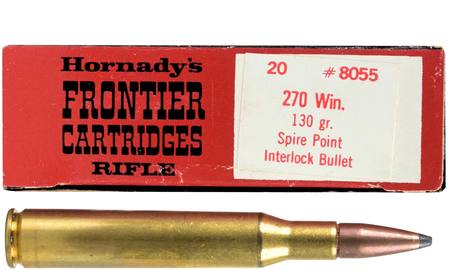 Hornady's
FRONTIER
CARTRIDGES
RIFLE
20 #8055
270 Win.
130 gr.
Spire Point
Interlock Bullet